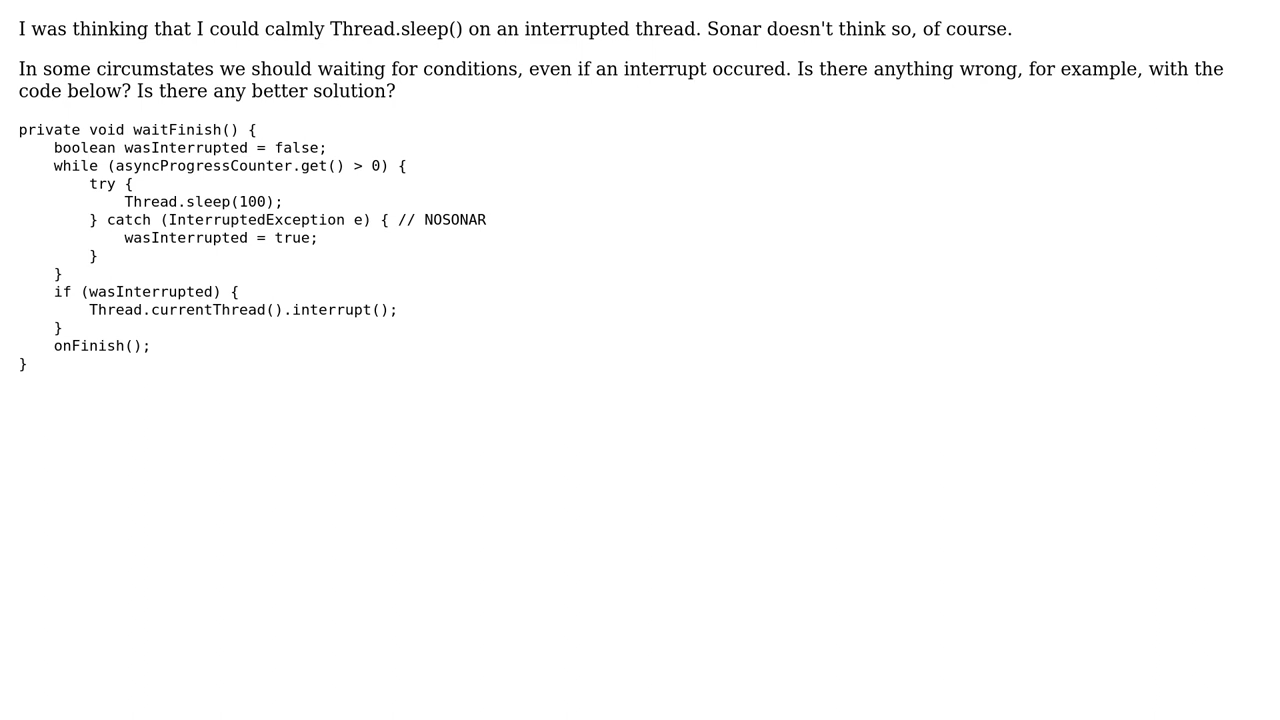 I was thinking that I could calmly Thread.sleep() on an interrupted thread. Sonar doesn't think so, of course.
In some circumstates we should waiting for conditions, even if an interrupt occured. Is there anything wrong, for example, with the
code below? Is there any better solution?
private void waitFinish() {
    boolean wasInterrupted = false;
    while (asyncProgressCounter.get() > 0) {
        try {
            Thread.sleep(100);
        } catch (InterruptedException e) { // NOSONAR
            wasInterrupted = true;
        }
    }
    if (wasInterrupted) {
        Thread.currentThread().interrupt();
    }
    onFinish();
}